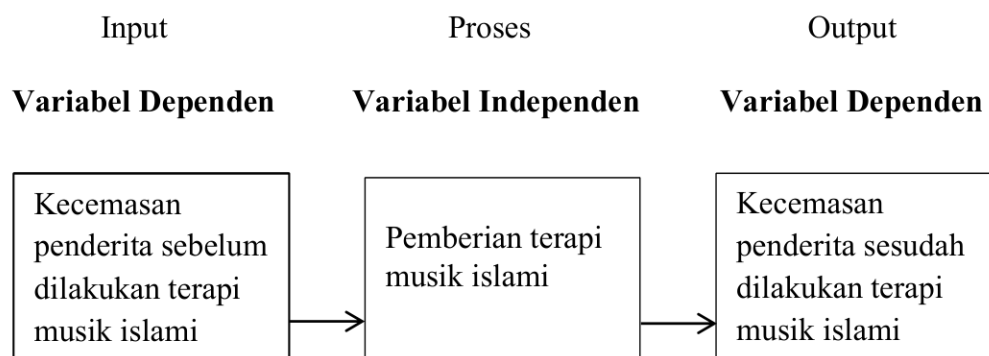 Input Proses Output
Variabel Dependen Variabel Independen Variabel Dependen
Kecemasan
penderita sebelum
dilakukan terapi
musik islami
Pemberian terapi
musik islami
Kecemasan
penderita sesudah
dilakukan terapi
musik islami